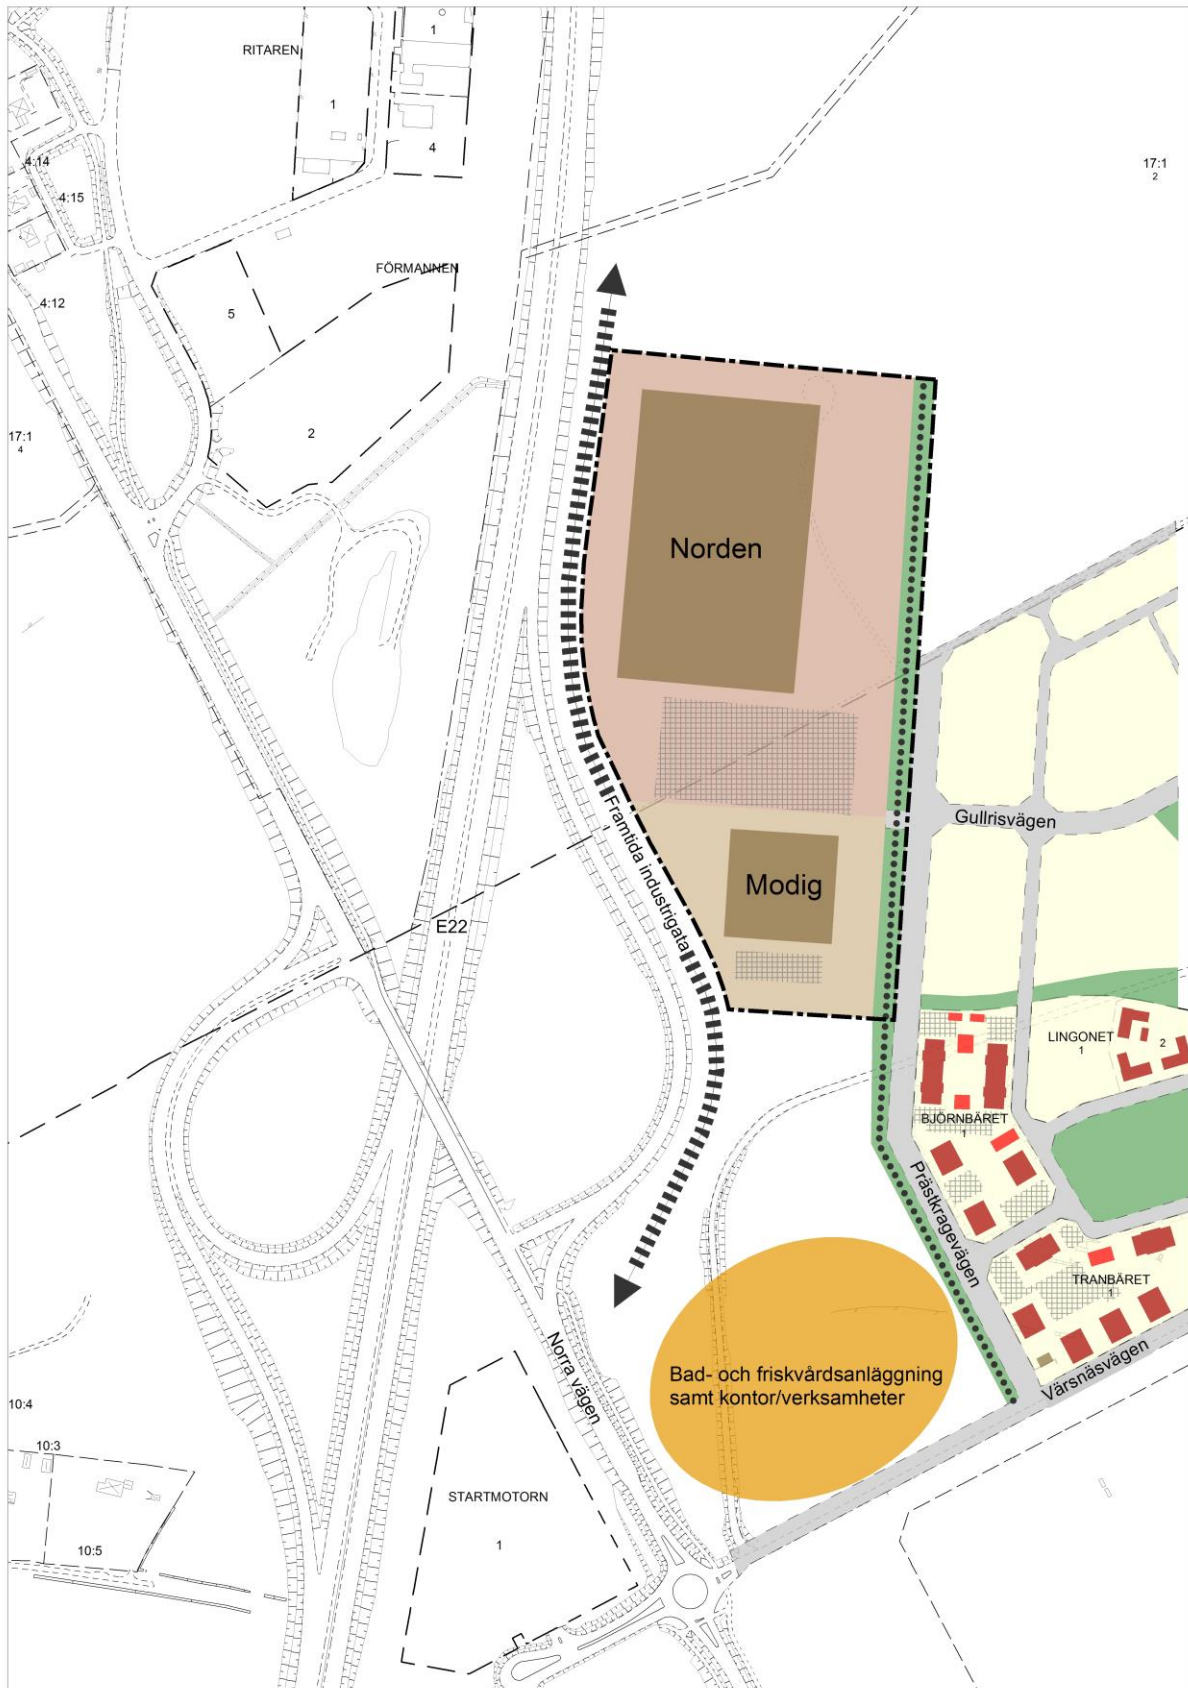 1
RITAREN
1
4
4:14
17:1
2
4:15
FÖRMANNEN
4:12
5
2
17:1
4
Norden
Framtida industrigata
Gullrisvägen
Modig
E22
LINGONET
1
2
BJÖRNBÄRET
1
Prästkragevägen
TRANBÄRET
1
Norra vägen
Bad- och friskvårdsanläggning
samt kontor/verksamheter
Värsnäsvägen
10:4
10:3
STARTMOTORN
1
10:5